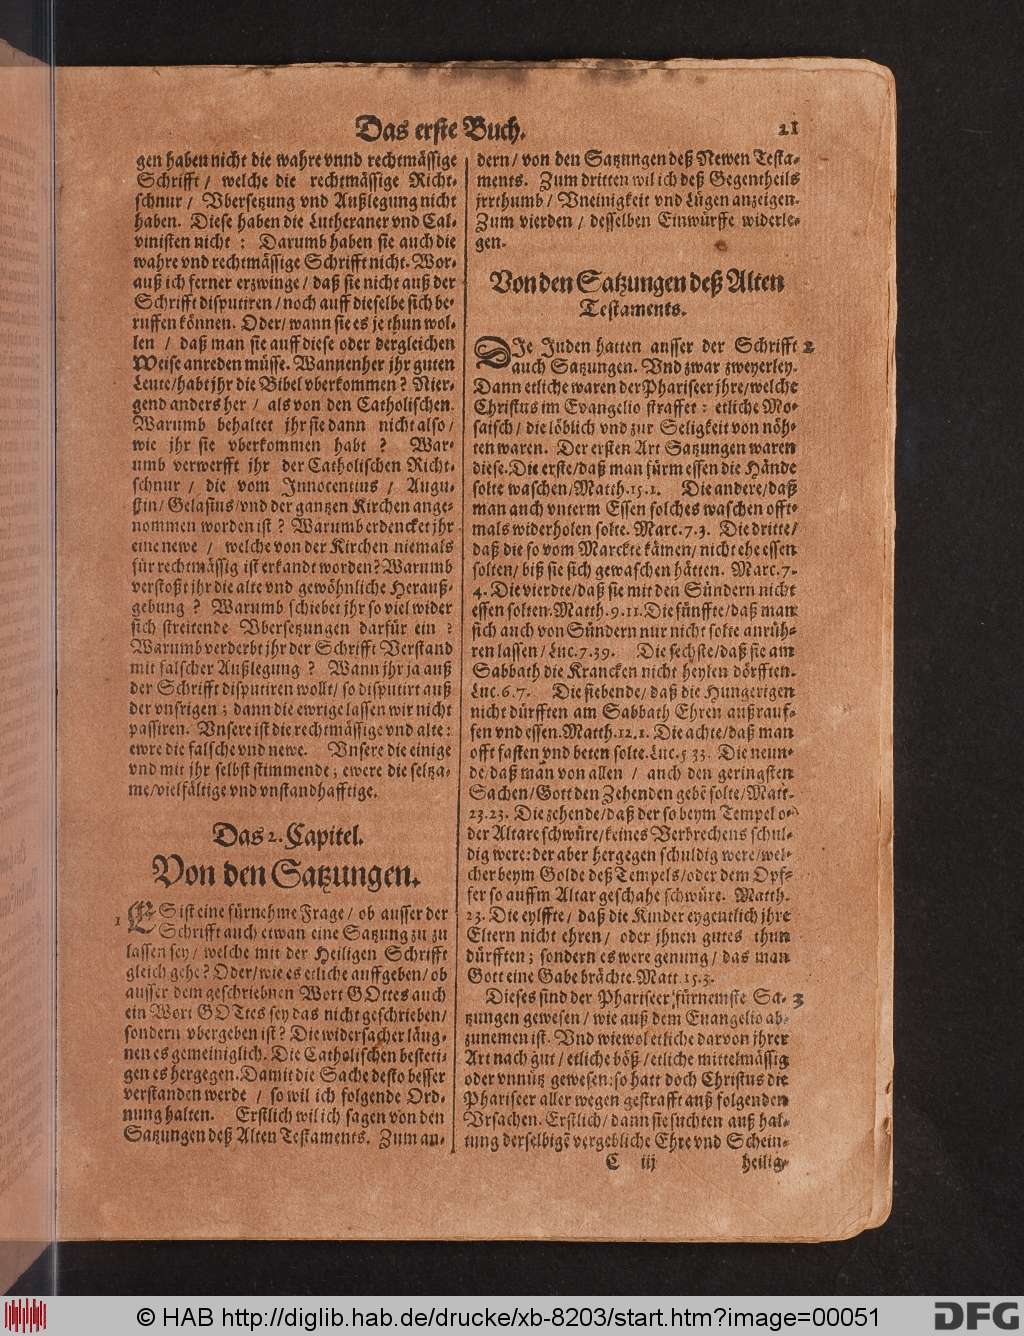 Das erste Buch.
21
gen haben nicht die wahre vnnd rechtmässige
Schrifft / welche die rechtmässige Richt-
schnur / Vbersetzung vnd Außlegung nicht
haben. Diese haben die Lutheraner vnd Cal-
vinisten nicht : Darumb haben sie auch die
wahre vnd rechtmässige Schrifft nicht. Wor-
auß ich ferner erzwinge / daß sie nicht auß der
Schrifft disputiren / noch auff dieselbe sich be-
ruffen können. Oder / wann sie es je thun wol-
len / daß man sie auff diese oder dergleichen
Weise anreden müsse. Wannenher jhr guten
Leute / habt jhr die Bibel vberkommen? Nier-
gend anders her / als von den Catholischen.
Warumb behaltet jhr sie dann nicht also /
wie jhr sie vberkommen habt ? War-
umb verwerfft jhr der Catholischen Richt-
schnur / die vom Innocentius / Augu-
stin / Gelasius / vnd der gantzen Kirchen ange-
nommen worden ist ? Warumb erdencket jhr
eine newe / welche von der Kirchen niemals
für rechtmässig ist erkandt worden? Warumb
verstoßt jhr die alte vnd gewöhnliche Herauß-
gebung ? Warumb schiebet jhr so viel wider
sich streitende Vbersetzungen darfür ein ?
Warumb verderbt jhr der Schrifft Verstand
mit falscher Außlegung ? Wann jhr ja auß
der Schrifft disputiren wollt / so disputirt auß
der vnsrigen ; dann die ewrige lassen wir nicht
passiren. Vnsere ist die rechtmässige vnd alte :
ewre die falsche vnd newe. Vnsere die einige
vnd mit jhr selbst stimmende ; ewere die seltza-
me / vielfältige vnd vnstandhafftige.
Das 2. Capitel.
Von den Satzungen.
1 ES ist eine fürnehme Frage / ob ausser der
Schrifft auch etwan eine Satzung zu zu
lassen sey / welche mit der Heiligen Schrifft
gleich gehe? Oder / wie es etliche auffgeben / ob
ausser dem geschriebnen Wort GOttes auch
ein Wort GOTtes sey das nicht geschrieben /
sondern vbergeben ist? Die widersacher läug-
nen es gemeiniglich. Die Catholischen besteti-
gen es hergegen. Damit die Sache desto besser
verstanden werde / so wil ich folgende Ord-
nung halten. Erstlich wil ich sagen von den
Satzungen deß Alten Testaments. Zum an-
dern / von den Satzungen deß Newen Testa-
ments. Zum dritten wil ich deß Gegentheils
jrrthumb / Vneinigkeit vnd Lügen anzeigen.
Zum vierden / desselben Einwürffe widerle-
gen.
Von den Satzungen deß Alten
Testaments.
DIe Juden hatten ausser der Schrifft 2
auch Satzungen. Vnd zwar zweyerley.
Dann etliche waren der Phariseer jhre / welche
Christus im Evangelio straffet : etliche Mo-
saisch / die löblich vnd zur Seligkeit von nöh-
ten waren. Der ersten Art Satzungen waren
diese. Die erste / daß man fürm essen die Hände
solte waschen / Matth. 15. 1. Die andere / daß
man auch vnterm Essen solches waschen offt-
mals widerholen solte. Marc. 7. 3. Die dritte /
daß die so vom Marckte kämen / nicht ehe essen
solten / biß sie sich gewaschen hätten. Marc. 7.
4. Die vierdte / daß sie mit den Sündern nicht
essen solten. Matth. 9. 11. Die fünffte / daß man
sich auch von Sündern nur nicht solte anrüh-
ren lassen / Luc. 7. 39. Die sechste / daß sie am
Sabbath die Krancken nicht heylen dörfften.
Luc. 6. 7. Die siebende / daß die Hungerigen
nicht dürfften am Sabbath Ehren außrauf-
fen vnd essen. Matth. 12. 1. Die achte / daß man
offt fasten vnd beten solte. Luc. 5 33. Die neun-
de / daß man von allen / auch den geringsten
Sachen / Gott den Zehenden gebē solte / Matt.
23. 23. Die zehende / daß der so beym Tempel o-
der Altare schwüre / keines Verbrechens schul-
dig were : der aber hergegen schuldig were / wel-
cher beym Golde deß Tempels / oder dem Opf-
fer so auffm Altar geschahe schwüre. Matth.
23. Die eylffte / daß die Kinder eygentlich jhre
Eltern nicht ehren / oder jhnen gutes thun
dürfften ; sondern es were genung / das man
Gott eine Gabe brächte. Matt. 15. 3.
Dieses sind der Phariseer fürnemste Sa- 3
tzungen gewesen / wie auß dem Euangelio ab-
zunemen ist. Vnd wiewol etliche darvon jhrer
Art nach gut / etliche böß / etliche mittelmässig
oder vnnütz gewesen : so hatt doch Christus die
Phariseer aller wegen gestrafft auß folgenden
Vrsachen. Erstlich / dann sie suchten auß hal-
tung derselbigē vergebliche Ehre vnd Schein-
C iij
heilig-
© HAB http://diglib.hab.de/drucke/xb-8203/start.htm?image=00051
DFG